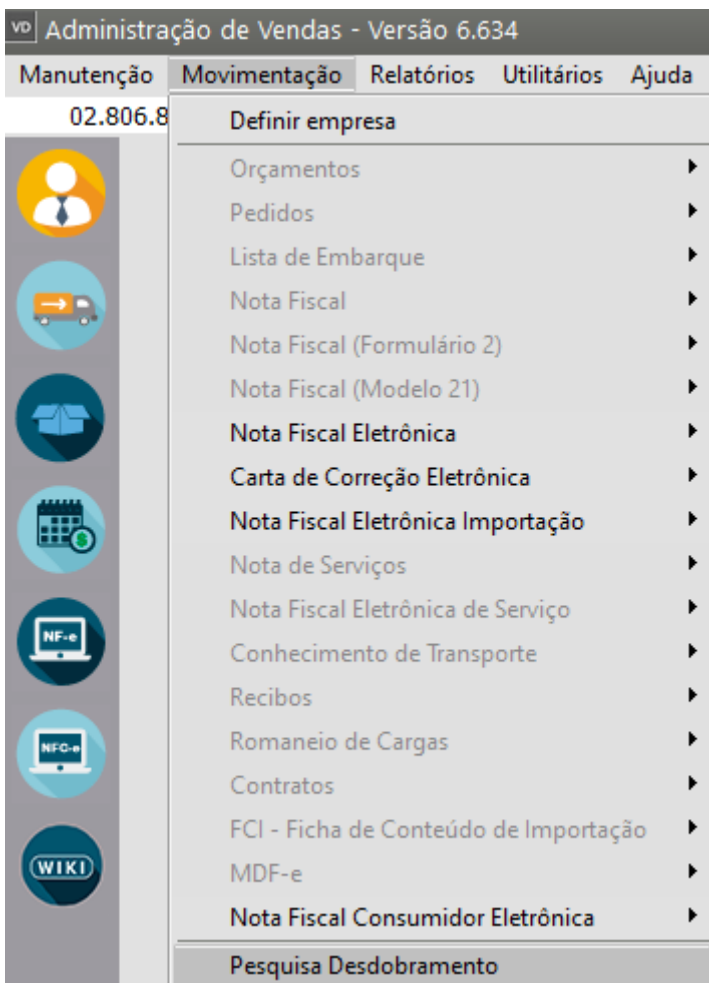 VD Administração de Vendas - Versão 6.634
Manutenção Movimentação Relatórios Utilitários Ajuda
02.806.8
Definir empresa
Orçamentos
Pedidos
Lista de Embarque
Nota Fiscal
Nota Fiscal (Formulário 2)
Nota Fiscal (Modelo 21)
Nota Fiscal Eletrônica
Carta de Correção Eletrônica
Nota Fiscal Eletrônica Importação
Nota de Serviços
Nota Fiscal Eletrônica de Serviço
NF-e
Conhecimento de Transporte
Recibos
Romaneio de Cargas
NFC-e
Contratos
FCI - Ficha de Conteúdo de Importação
WIKI
MDF-e
Nota Fiscal Consumidor Eletrônica
Pesquisa Desdobramento